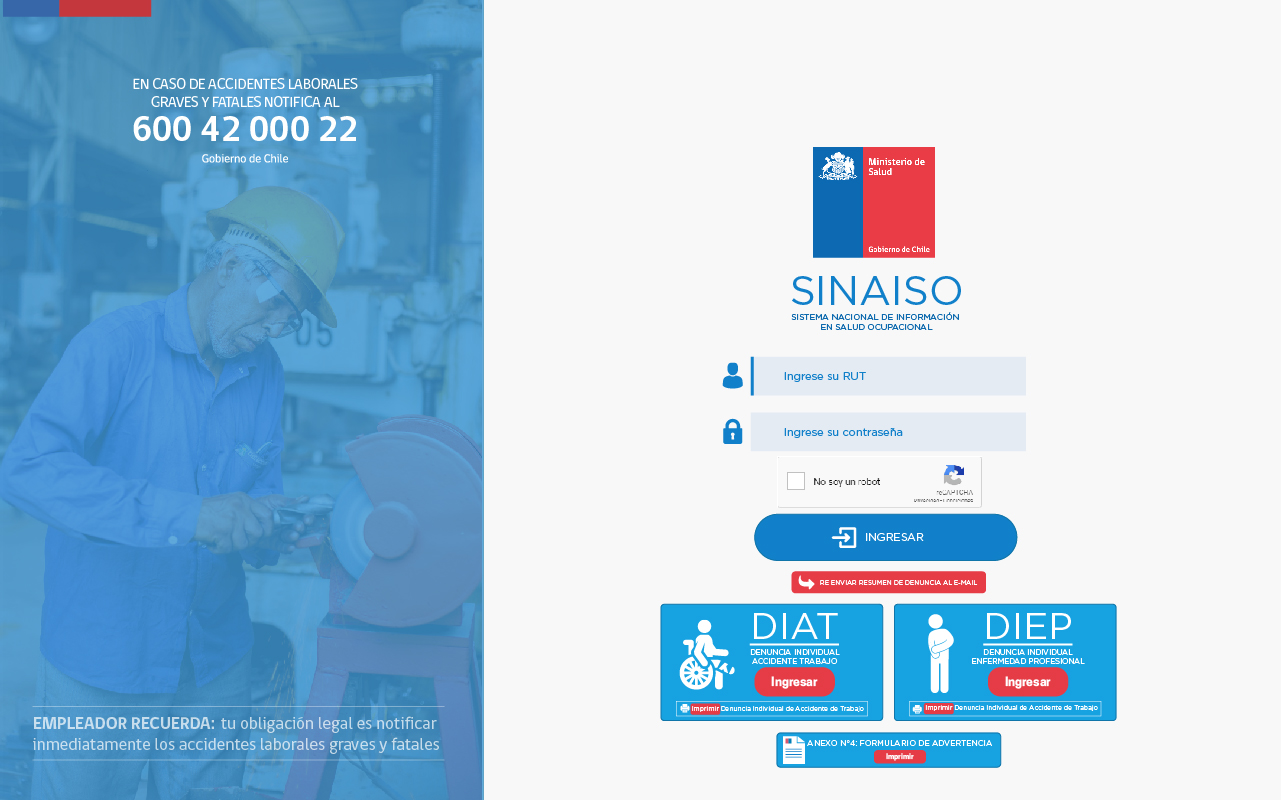 EN CASO DE ACCIDENTES LABORALES
GRAVES Y FATALES NOTIFICA AL
600 42 000 22
Gobierno de Chile
05
EMPLEADOR RECUERDA: tu obligación legal es notificar
inmediatamente los accidentes laborales graves y fatales
Ministerio de
Salud
Gobierno de Chile
SINAISO
SISTEMA NACIONAL DE INFORMACIÓN
EN SALUD OCUPACIONAL
Ingrese su RUT
Ingrese su contraseña
No soy un robot
reCAPTCHA
INGRESAR
RE ENVIAR RESUMEN DE DENUNCIA AL E-MAIL
DIAT
DENUNCIA INDIVIDUAL
ACCIDENTE TRABAJO
Ingresar
Imprimir Denuncia Individual de Accidente de Trabajo
DIEP
DENUNCIA INDIVIDUAL
ENFERMEDAD PROFESIONAL
Ingresar
Imprimir Denuncia Individual de Accidente de Trabajo
ANEXO Nº4: FORMULARIO DE ADVERTENCIA
Imprimir